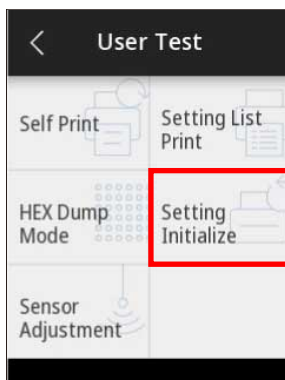 User Test
Self Print
Setting List
Print
HEX Dump
Mode
Setting
Initialize
Sensor
Adjustment